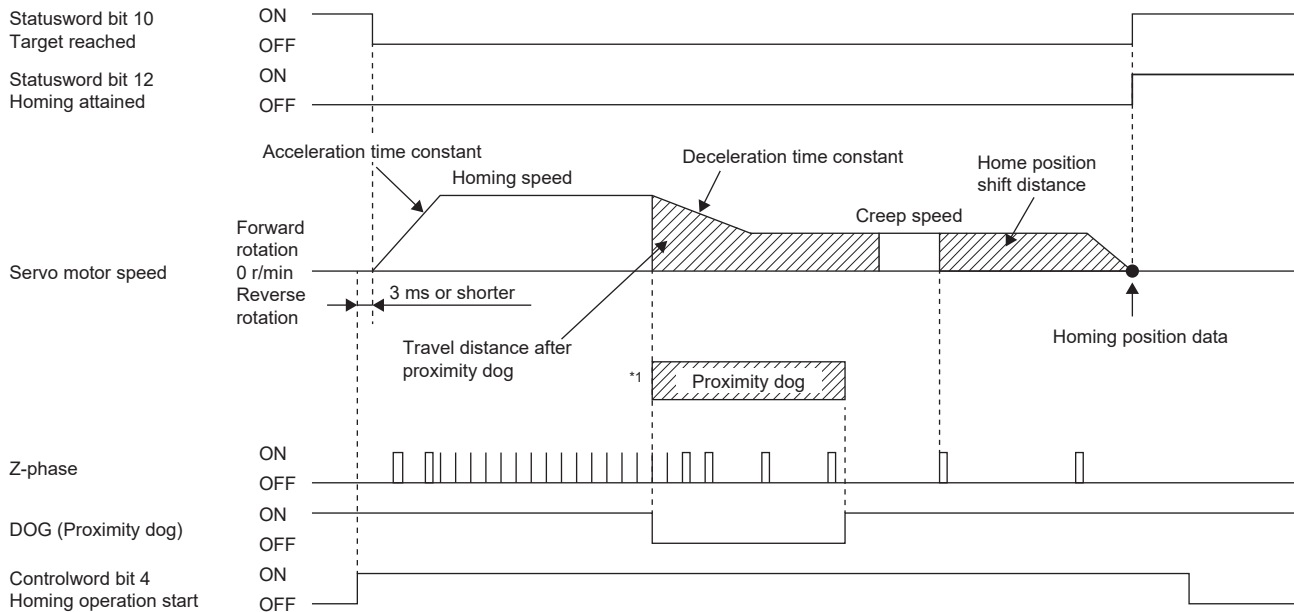 Statusword bit 10
Target reached
ON
OFF
Statusword bit 12
Homing attained
ON
OFF
Acceleration time constant
Homing speed
Deceleration time constant
Home position
shift distance
Creep speed
Forward
rotation
Servo motor speed
0 r/min
Reverse
rotation
3 ms or shorter
Homing position data
Travel distance after
proximity dog
*1
Proximity dog
Z-phase
ON
OFF
DOG (Proximity dog)
ON
OFF
Controlword bit 4
Homing operation start
ON
OFF